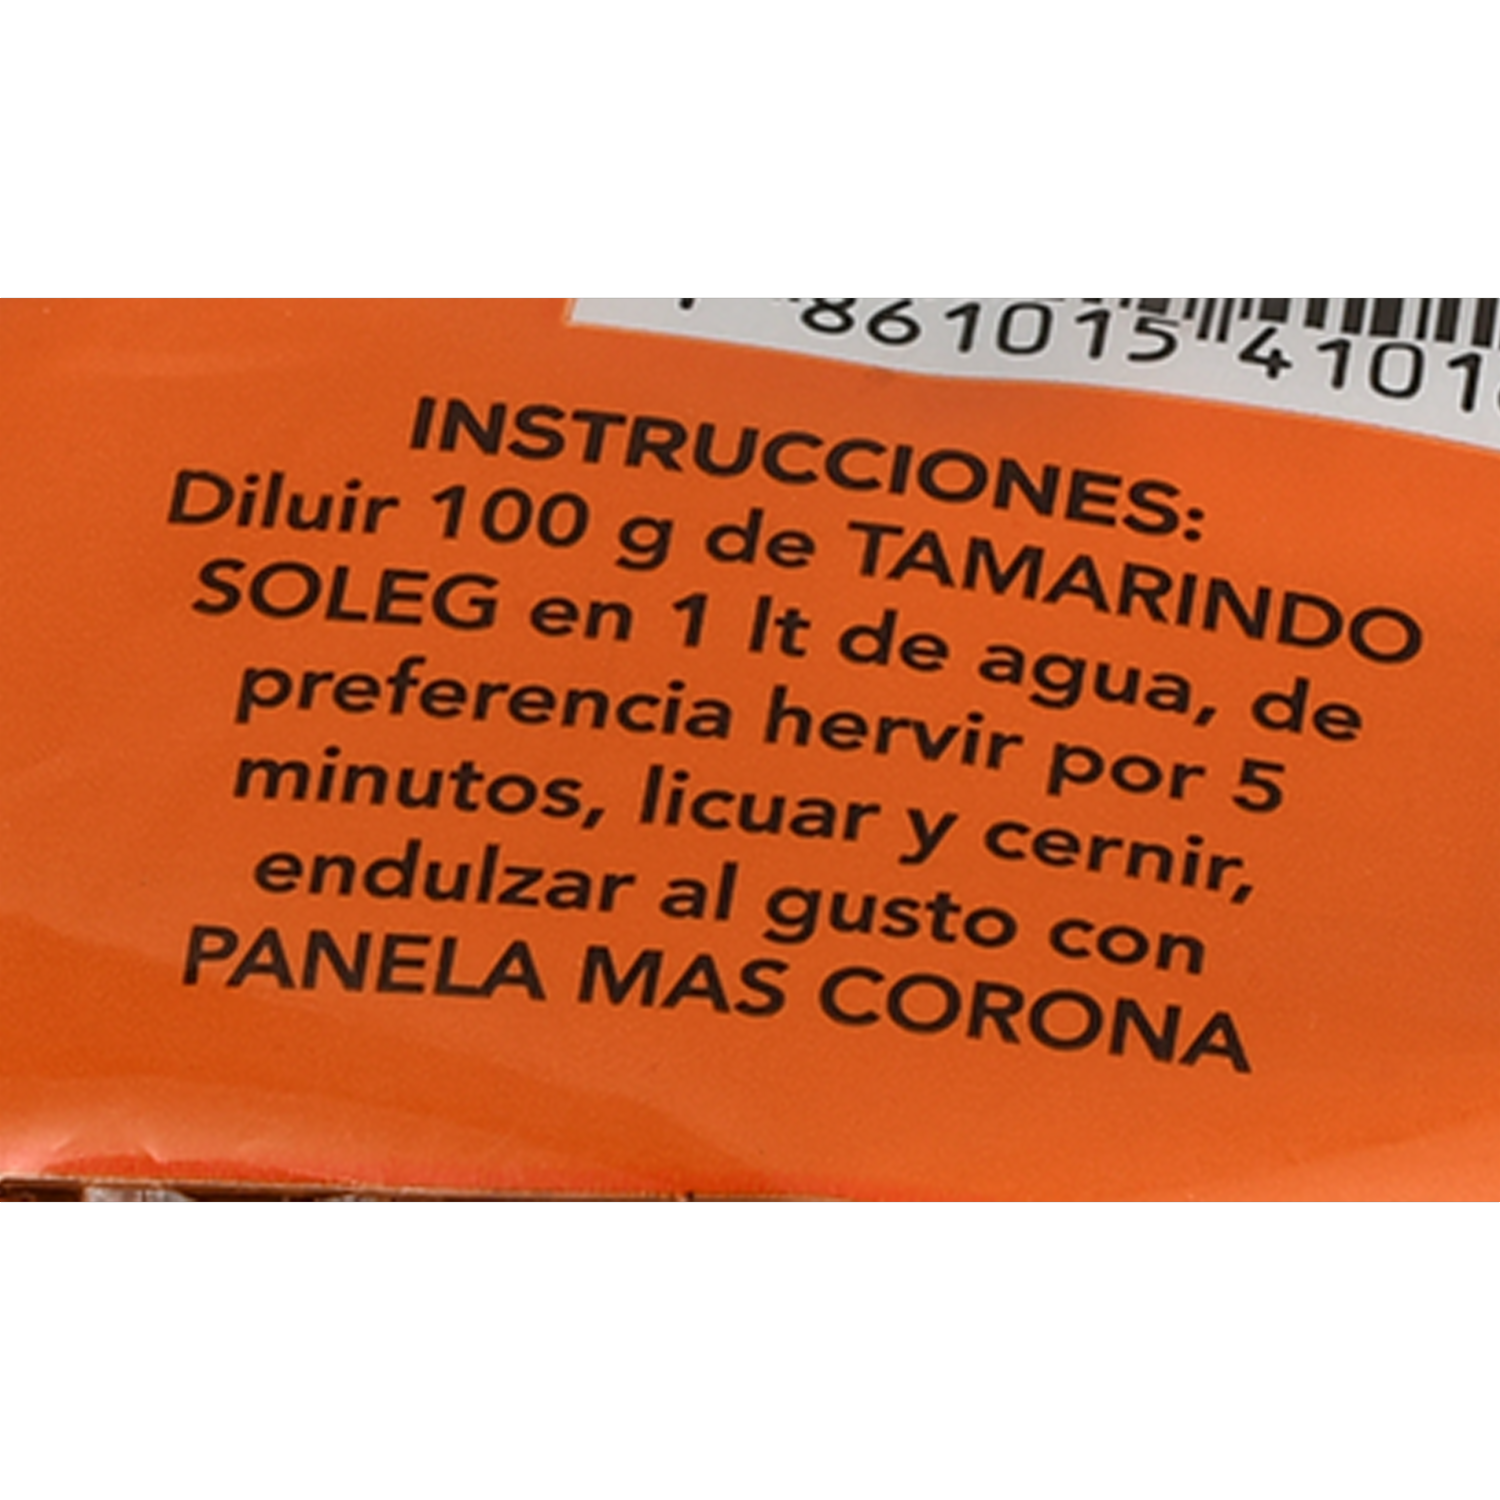 861015 4101
INSTRUCCIONES:
Diluir 100 g de TAMARINDO
SOLEG en 1 lt de agua, de
preferencia hervir por 5
minutos, licuar y cernir,
endulzar al gusto con
PANELA MAS CORONA